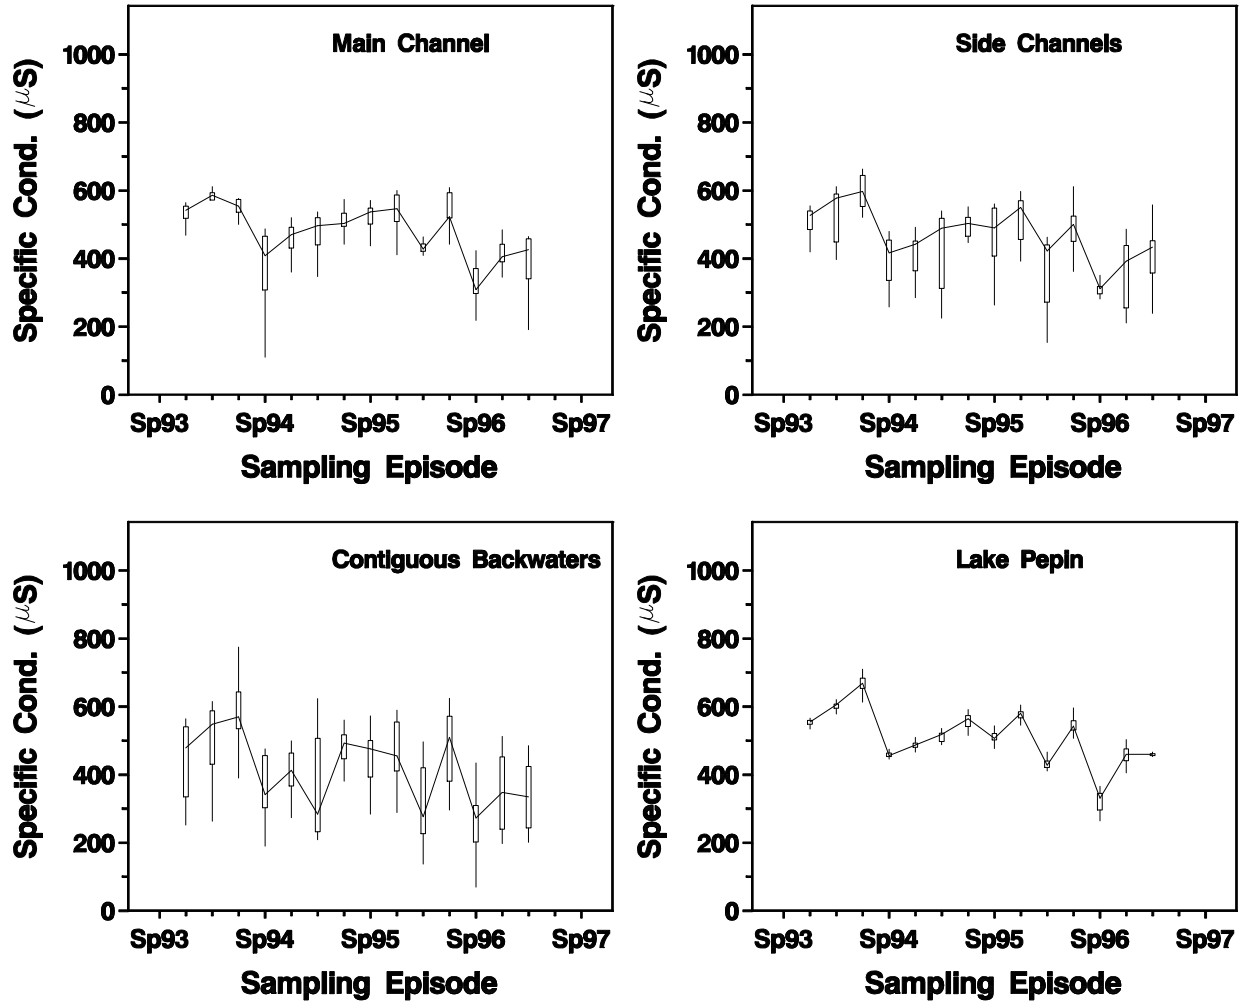 Main Channel
Specific Cond. (μS)
1000
800
600
400
200
0
Sp93 Sp94 Sp95 Sp96 Sp97
Sampling Episode
Side Channels
Specific Cond. (μS)
1000
800
600
400
200
0
Sp93 Sp94 Sp95 Sp96 Sp97
Sampling Episode
Contiguous Backwaters
Specific Cond. (μS)
1000
800
600
400
200
0
Sp93 Sp94 Sp95 Sp96 Sp97
Sampling Episode
Lake Pepin
Specific Cond. (μS)
1000
800
600
400
200
0
Sp93 Sp94 Sp95 Sp96 Sp97
Sampling Episode